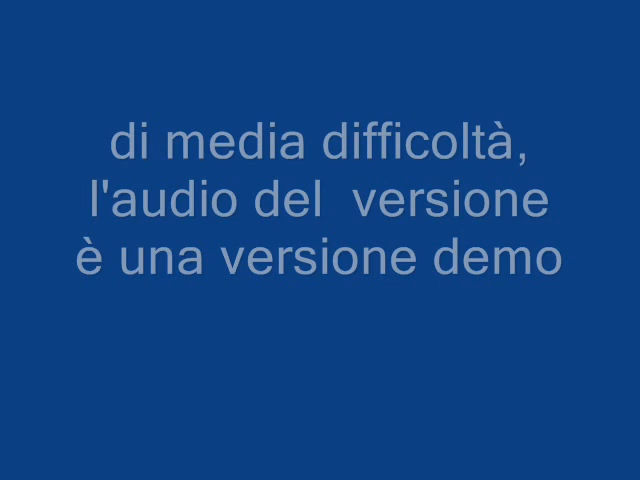 di media difficoltà,
l'audio del  versione
è una versione demo